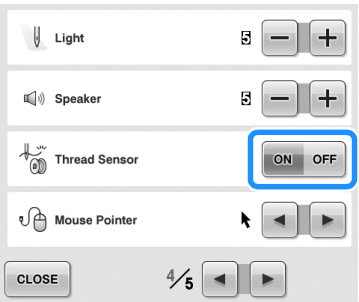 Light 5
Speaker 5
Thread Sensor ON OFF
Mouse Pointer
CLOSE 4/5